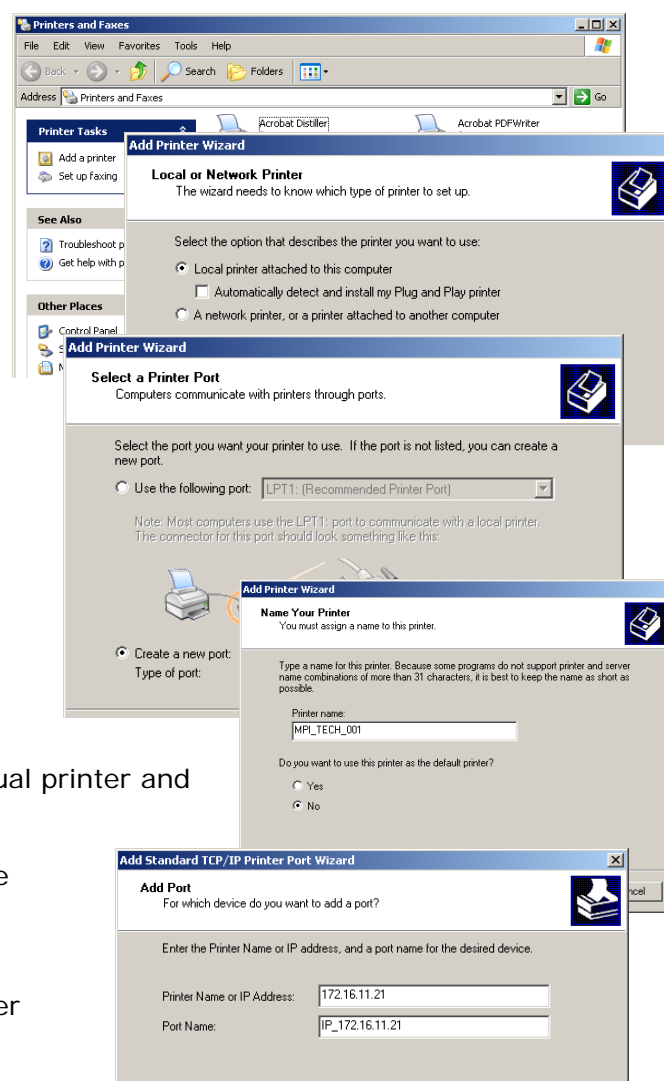 Printers and Faxes
File Edit View Favorites Tools Help
Back Search Folders
Address Printers and Faxes Go
Printer Tasks
Add a printer
Set up faxing
See Also
Troubleshoot p
Get help with p
Other Places
Control Panel
Acrobat Distiller Acrobat PDFWriter
Add Printer Wizard
Local or Network Printer
The wizard needs to know which type of printer to set up.
Select the option that describes the printer you want to use:
Local printer attached to this computer
Automatically detect and install my Plug and Play printer
A network printer, or a printer attached to another computer
Add Printer Wizard
Select a Printer Port
Computers communicate with printers through ports.
Select the port you want your printer to use. If the port is not listed, you can create a
new port.
Use the following port: LPT1: (Recommended Printer Port)
Note: Most computers use the LPT1: port to communicate with a local printer.
The connector for this port should look something like this:
Create a new port:
Type of port:
Add Printer Wizard
Name Your Printer
You must assign a name to this printer.
Type a name for this printer. Because some programs do not support printer and server
name combinations of more than 31 characters, it is best to keep the name as short as
possible.
Printer name:
MPI_TECH_001
Do you want to use this printer as the default printer?
Yes
No
ncel
ual printer and
e
er
Add Standard TCP/IP Printer Port Wizard
Add Port
For which device do you want to add a port?
Enter the Printer Name or IP address, and a port name for the desired device.
Printer Name or IP Address: 172.16.11.21
Port Name: IP_172.16.11.21